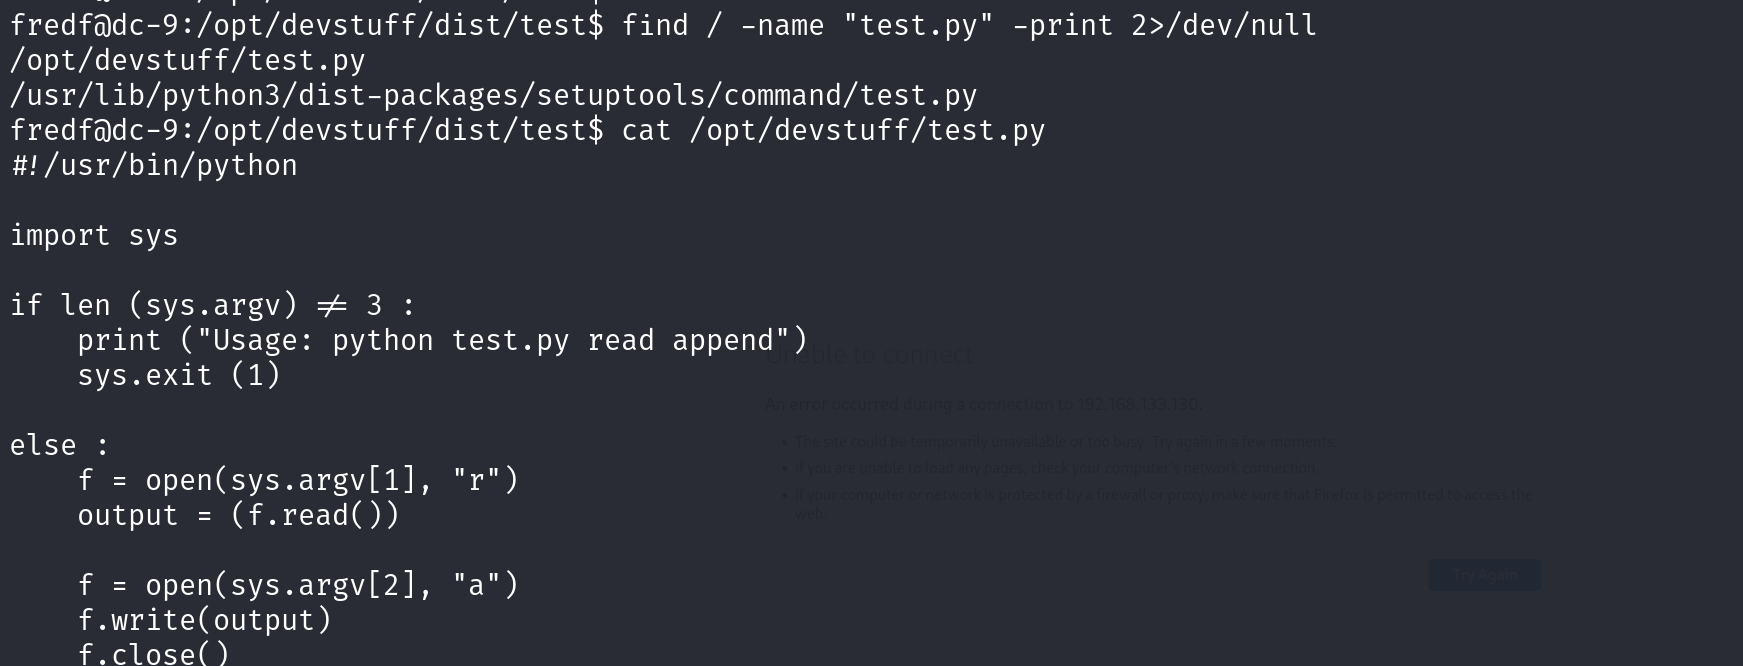 fredf@dc-9:/opt/devstuff/dist/test$ find / -name "test.py" -print 2>/dev/null
/opt/devstuff/test.py
/usr/lib/python3/dist-packages/setuptools/command/test.py
fredf@dc-9:/opt/devstuff/dist/test$ cat /opt/devstuff/test.py
#!/usr/bin/python
import sys
if len (sys.argv) != 3 :
    print ("Usage: python test.py read append")
    sys.exit (1)
else :
    f = open(sys.argv[1], "r")
    output = (f.read())
    f = open(sys.argv[2], "a")
    f.write(output)
    f.close()
Unable to connect
An error occurred during a connection to 192.168.133.130.
• The site could be temporarily unavailable or too busy. Try again in a few moments.
• If you are unable to load any pages, check your computer's network connection.
• If your computer or network is protected by a firewall or proxy, make sure that Firefox is permitted to access the
web.
Try Again